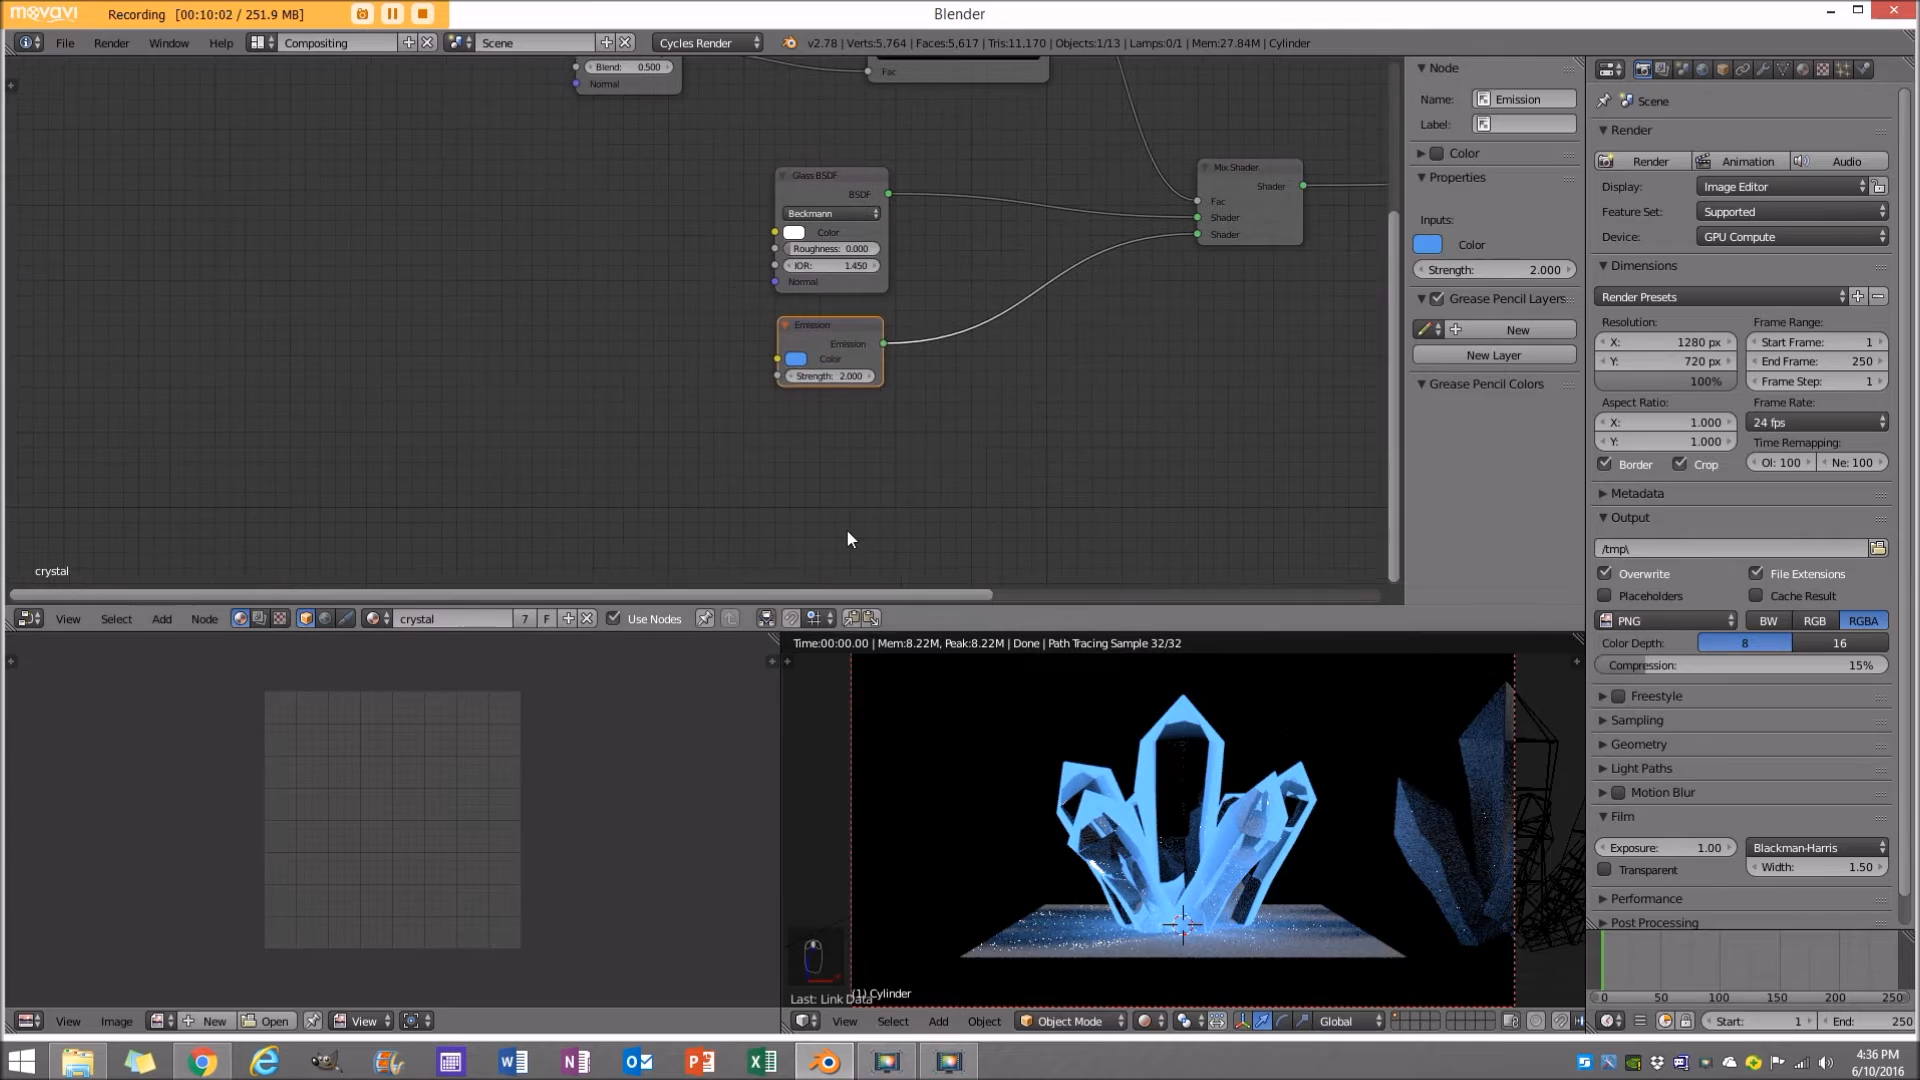 movavi Recording [00:10:02 / 251.9 MB]
Blender
File Render Window Help Compositing Scene Cycles Render v2.78 | Verts:5,764 | Faces:5,617 | Tris:11,170 | Objects:1/13 | Lamps:0/1 | Mem:27.84M | Cylinder
Blend: 0.500
Normal
Fac
Glass BSDF
BSDF
Beckmann
Color
Roughness: 0.000
IOR: 1.450
Normal
Emission
Emission
Color
Strength: 2.000
Mix Shader
Shader
Fac
Shader
Shader
crystal
Node
Name: Emission
Label:
Color
Properties
Inputs:
Color
Strength: 2.000
Grease Pencil Layers
New
New Layer
Grease Pencil Colors
Scene
Render
Render Animation Audio
Display: Image Editor
Feature Set: Supported
Device: GPU Compute
Dimensions
Render Presets
Resolution: Frame Range:
X: 1280 px Start Frame: 1
Y: 720 px End Frame: 250
100% Frame Step: 1
Aspect Ratio: Frame Rate:
X: 1.000 24 fps
Y: 1.000 Time Remapping:
Border Crop Ol: 100 Ne: 100
Metadata
Output
/tmp\
Overwrite File Extensions
Placeholders Cache Result
PNG BW RGB RGBA
Color Depth: 8 16
Compression: 15%
Freestyle
Sampling
Geometry
Light Paths
Motion Blur
Film
Exposure: 1.00 Blackman-Harris
Transparent Width: 1.50
Performance
Post Processing
View Select Add Node crystal 7 F Use Nodes
Time:00:00.00 | Mem:8.22M, Peak:8.22M | Done | Path Tracing Sample 32/32
Last: Link Data
(1) Cylinder
0 50 100 150 200 250
View Image New Open View
View Select Add Object Object Mode Global
Start: 1 End: 250
4:36 PM
6/10/2016